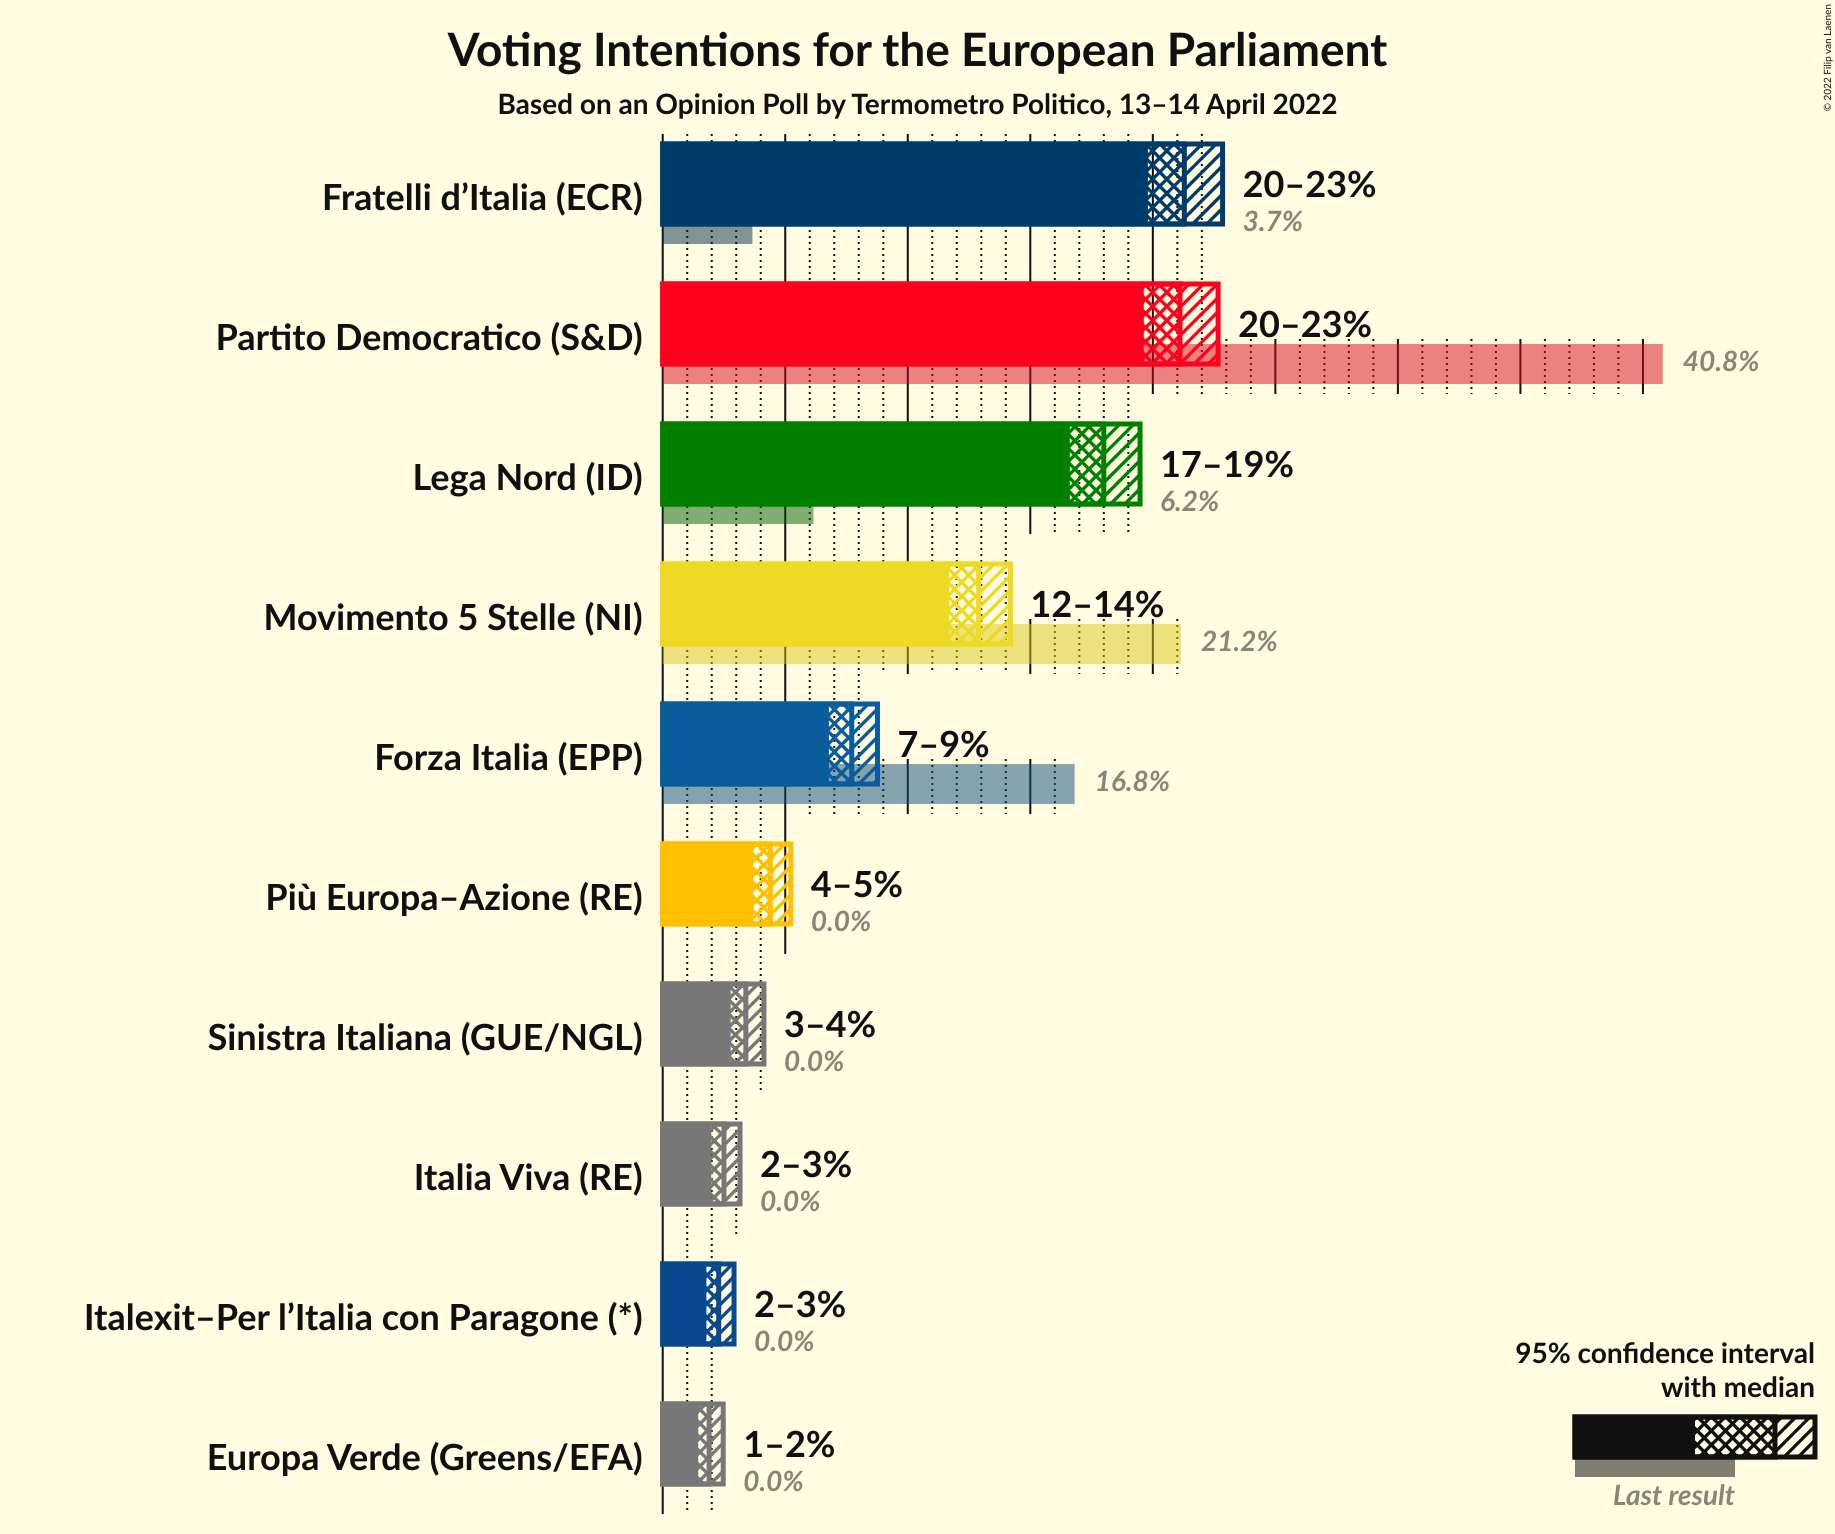 Voting Intentions for the European Parliament
Based on an Opinion Poll by Termometro Politico, 13–14 April 2022
© 2022 Filip van Laenen
Fratelli d’Italia (ECR)
20–23%
3.7%
Partito Democratico (S&D)
20–23%
40.8%
Lega Nord (ID)
17–19%
6.2%
Movimento 5 Stelle (NI)
12–14%
21.2%
Forza Italia (EPP)
7–9%
16.8%
Più Europa–Azione (RE)
4–5%
0.0%
Sinistra Italiana (GUE/NGL)
3–4%
0.0%
Italia Viva (RE)
2–3%
0.0%
Italexit–Per l’Italia con Paragone (*)
2–3%
0.0%
Europa Verde (Greens/EFA)
1–2%
0.0%
95% confidence interval
with median
Last result